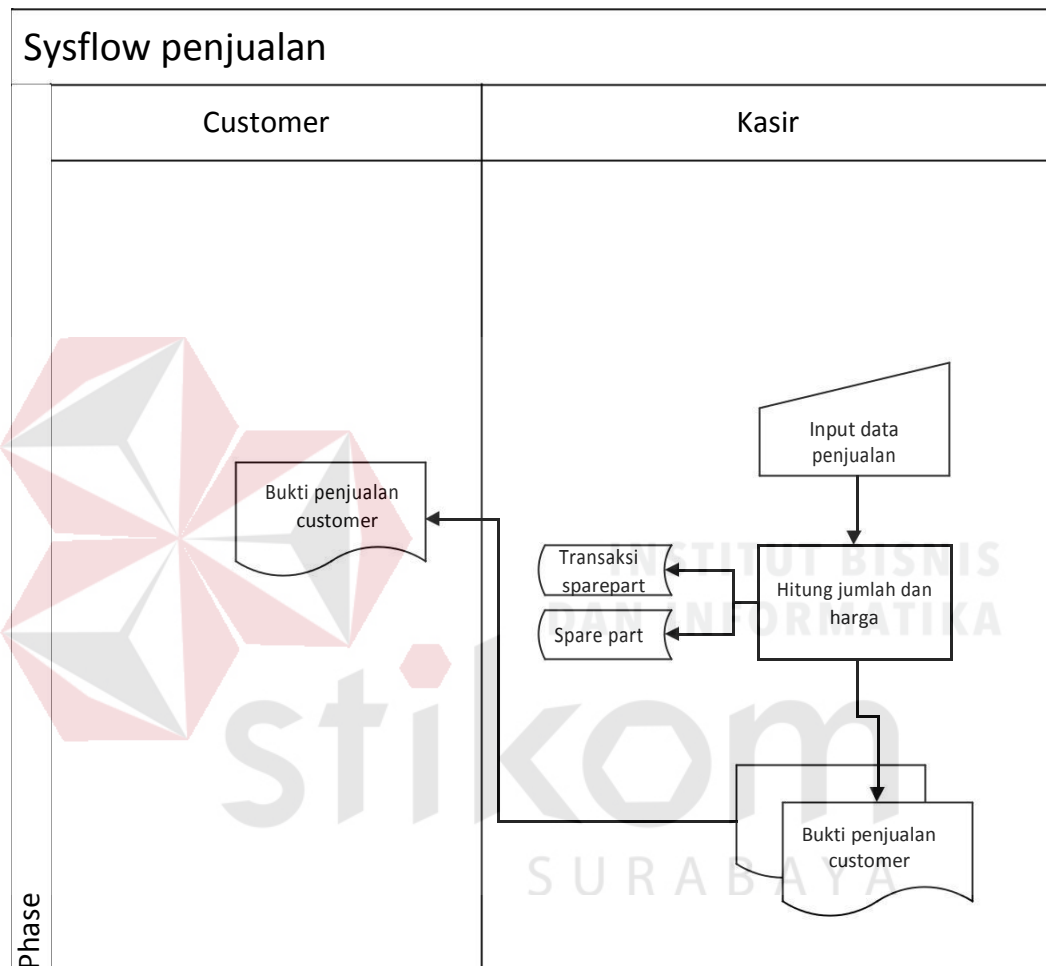 Sysflow penjualan
Customer
Kasir
Input data
penjualan
Bukti penjualan
customer
Transaksi
sparepart
Hitung jumlah dan
harga
Spare part
Bukti penjualan
customer
Phase
INSTITUT BISNIS
DAN INFORMATIKA
stikom
SURABAYA